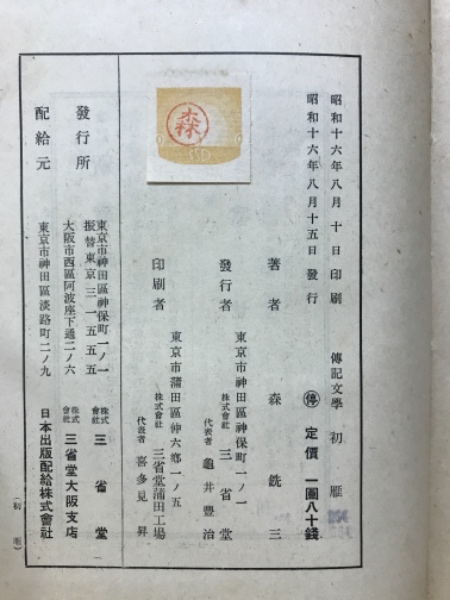 昭和十六年八月十日印刷
昭和十六年八月十五日發行
傳記文學 初雁
㊡ 定價 一圓八十錢
著者 森銑三
東京市神田區神保町一ノ一
發行者 株式會社 三省堂
代表者 龜井豐治
東京市蒲田區仲六鄕一ノ五
印刷者 株式會社 三省堂蒲田工場
代表者 喜多見昇
森
發行所
東京市神田區神保町一ノ一
振替東京三一五五五
株式會社 三省堂
大阪市西區阿波座下通二ノ六
株式會社 三省堂大阪支店
配給元
東京市神田區淡路町二ノ九
日本出版配給株式會社
(初雁)